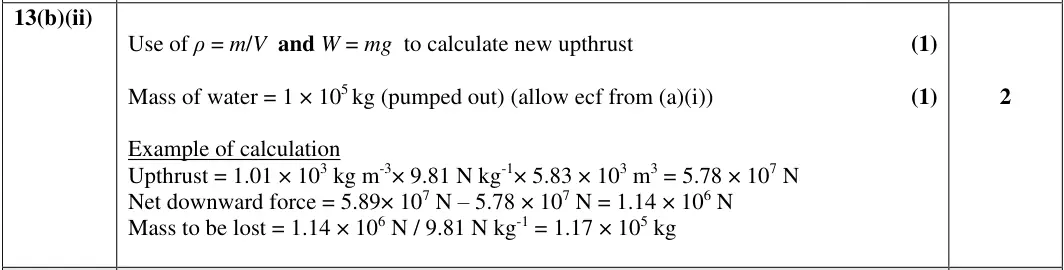 13(b)(ii)
Use of ρ = m/V and W = mg to calculate new upthrust (1)
Mass of water = 1 × 10⁵ kg (pumped out) (allow ecf from (a)(i)) (1) 2
Example of calculation
Upthrust = 1.01 × 10³ kg m⁻³× 9.81 N kg⁻¹× 5.83 × 10³ m³ = 5.78 × 10⁷ N
Net downward force = 5.89× 10⁷ N – 5.78 × 10⁷ N = 1.14 × 10⁶ N
Mass to be lost = 1.14 × 10⁶ N / 9.81 N kg⁻¹ = 1.17 × 10⁵ kg